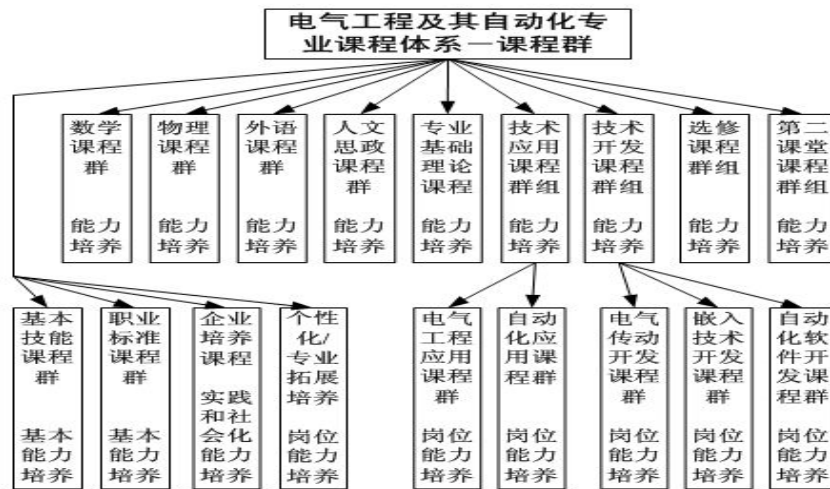 电气工程及其自动化专
业课程体系－课程群
数学
课程
群
能力
培养
物理
课程
群
能力
培养
外语
课程
群
能力
培养
人文
思政
课程
群
能力
培养
专业
基础
理论
课程
能力
培养
技术
应用
课程
群组
能力
培养
技术
开发
课程
群组
能力
培养
选修
课程
群组
能力
培养
第二
课堂
课程
群组
能力
培养
基本
技能
课程
群
基本
能力
培养
职业
标准
课程
群
基本
能力
培养
企业
培养
课程
实践
和社
会化
能力
培养
个性
化/
专业
拓展
培养
岗位
能力
培养
电气
工程
应用
课程
群
岗位
能力
培养
自动
化应
用课
程群
岗位
能力
培养
电气
传动
开发
课程
群
岗位
能力
培养
嵌入
技术
开发
课程
群
岗位
能力
培养
自动
化软
件开
发课
程群
岗位
能力
培养